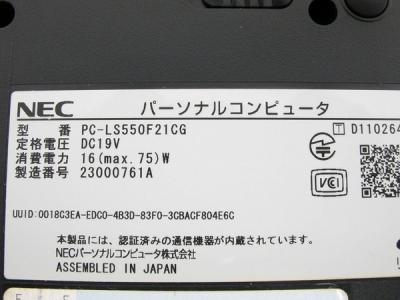 NEC パーソナルコンピュータ
型 番 PC-LS550F21CG
定格電圧 DC19V
消費電力 16(max.75)W
製造番号 23000761A
T D110264
VCI
UUID:0018C3EA-EDC0-4B3D-83F0-3CBACF804E6C
本製品には、認証済みの通信機器が内蔵されています。
NECパーソナルコンピュータ株式会社
ASSEMBLED IN JAPAN